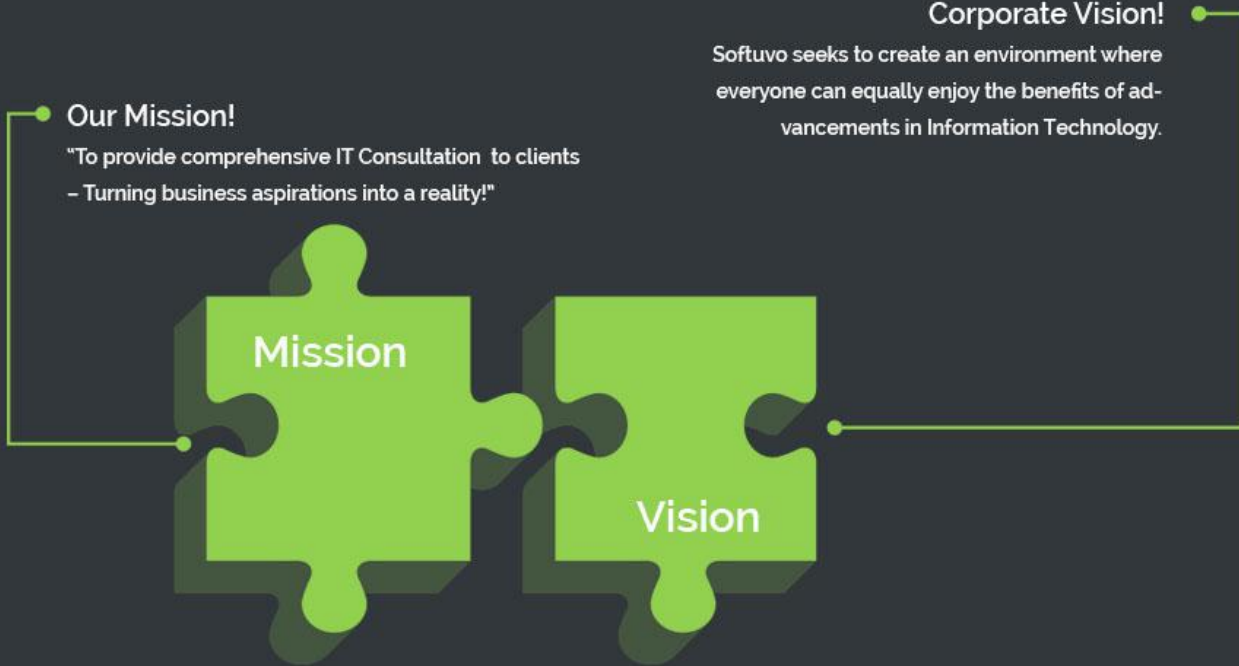 Corporate Vision!
Softuvo seeks to create an environment where
everyone can equally enjoy the benefits of ad-
vancements in Information Technology.
Our Mission!
“To provide comprehensive IT Consultation  to clients
– Turning business aspirations into a reality!”
Mission
Vision